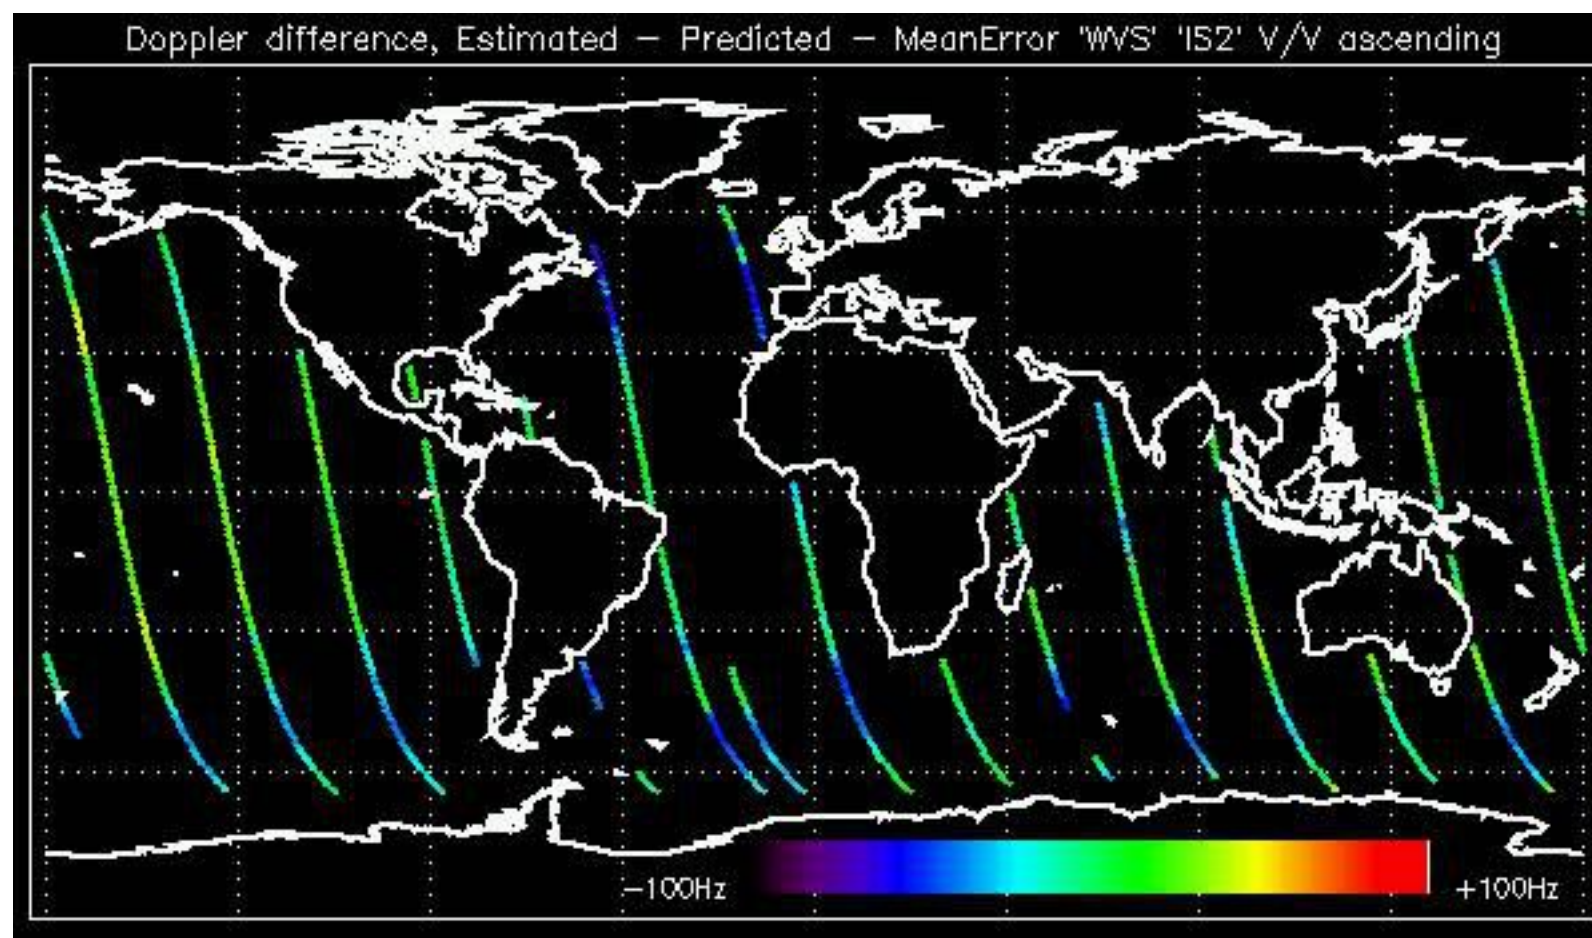 Doppler difference, Estimated — Predicted — MeanError 'WVS' 'IS2' V/V ascending
−100Hz
+100Hz